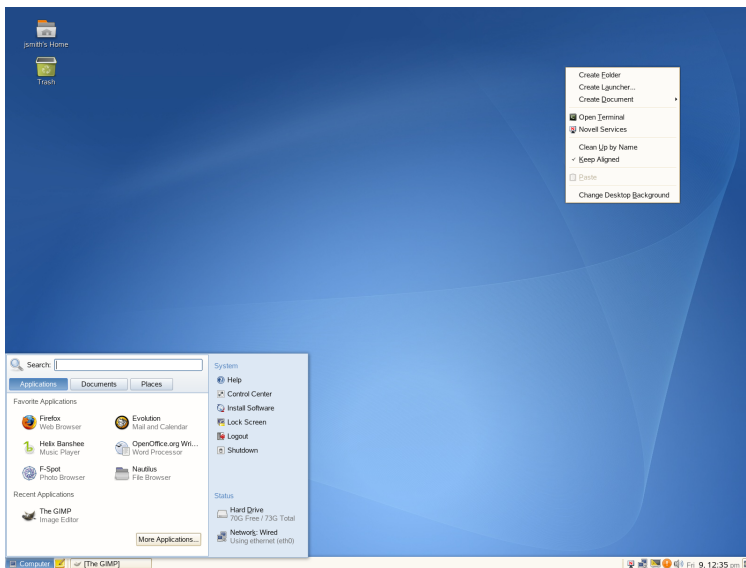 jsmith's Home
Trash
Create Folder
Create Launcher...
Create Document
Open Terminal
Novell Services
Clean Up by Name
Keep Aligned
Paste
Change Desktop Background
Search:
Applications
Documents
Places
Favorite Applications
Firefox
Web Browser
Evolution
Mail and Calendar
Helix Banshee
Music Player
OpenOffice.org Wri...
Word Processor
F-Spot
Photo Browser
Nautilus
File Browser
Recent Applications
The GIMP
Image Editor
More Applications...
System
Help
Control Center
Install Software
Lock Screen
Logout
Shutdown
Status
Hard Drive
70G Free / 73G Total
Network: Wired
Using ethernet (eth0)
Computer
[The GIMP]
Fri 9, 12:35 pm